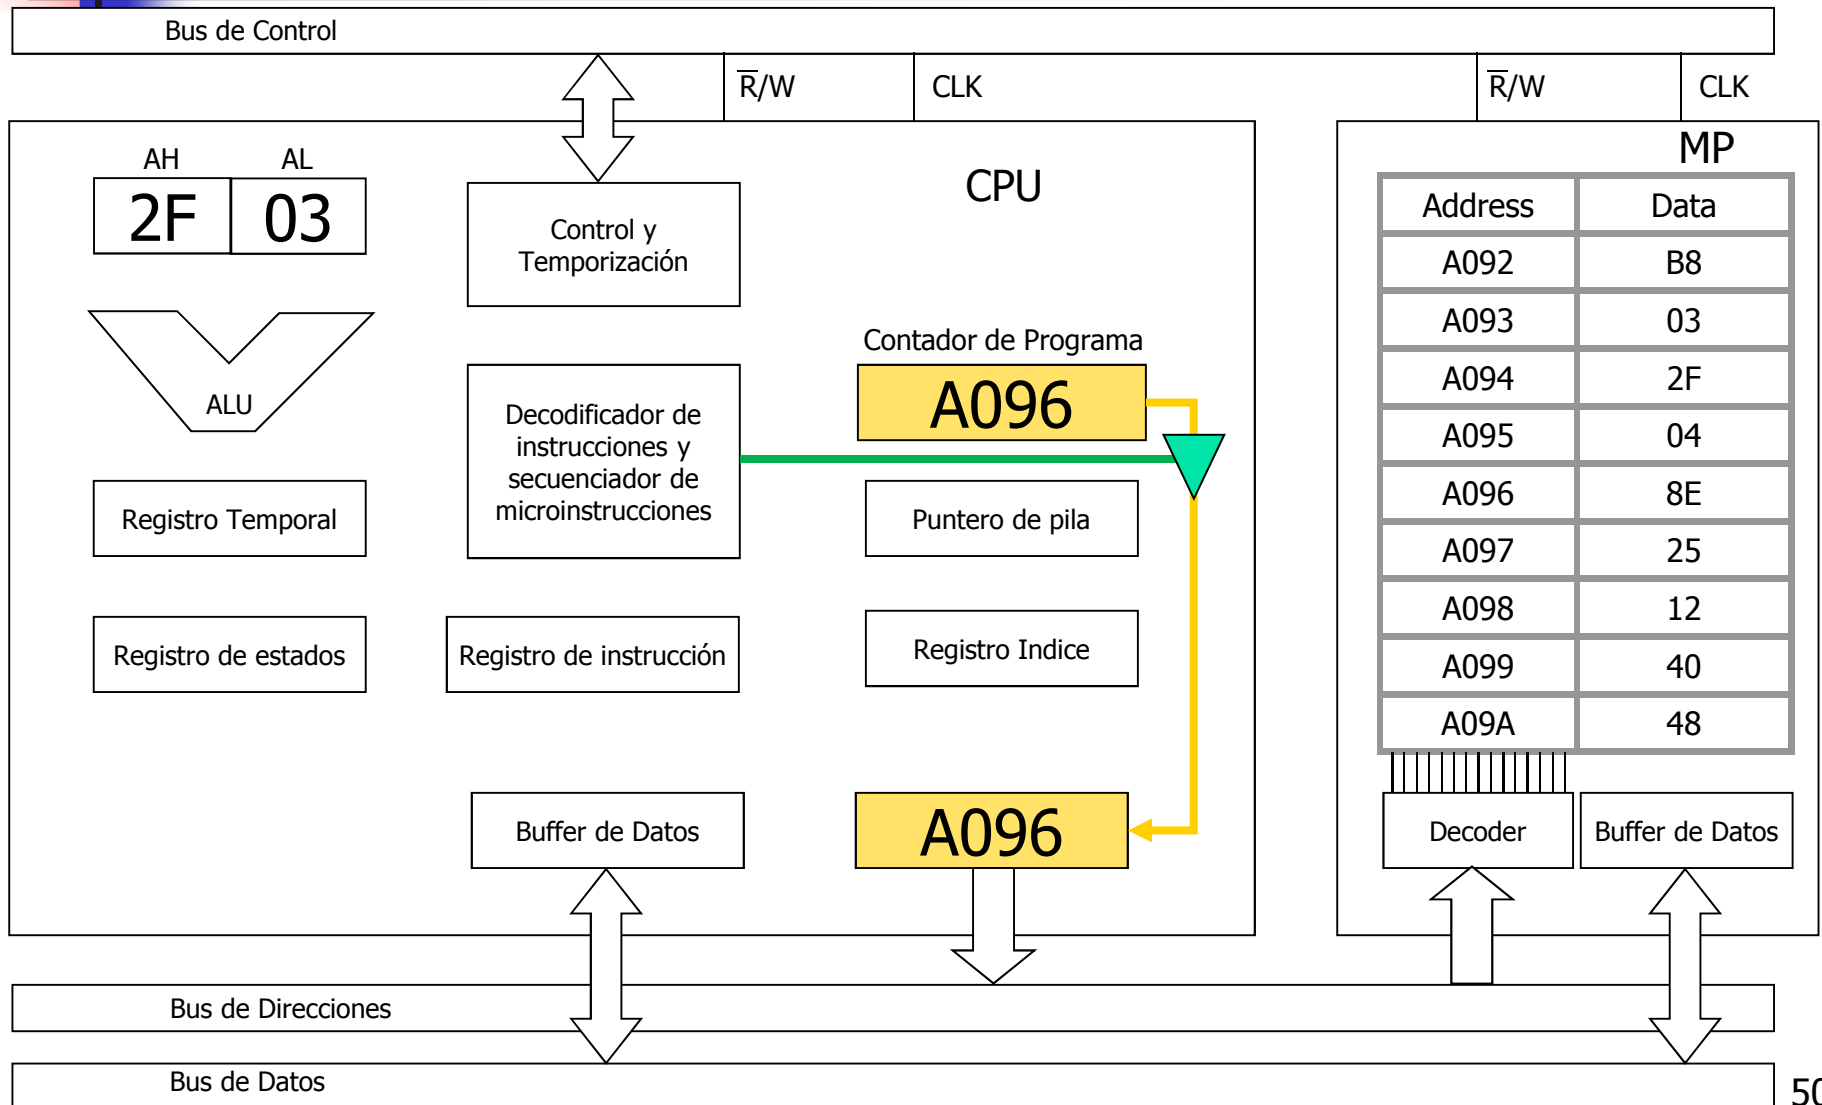 Bus de Control
R/W
CLK
R/W
CLK
AH
AL
2F
03
Control y
Temporización
CPU
MP
Address
Data
A092
B8
A093
03
A094
2F
A095
04
A096
8E
A097
25
A098
12
A099
40
A09A
48
ALU
Decodificador de
instrucciones y
secuenciador de
microinstrucciones
Contador de Programa
A096
Registro Temporal
Puntero de pila
Registro de estados
Registro de instrucción
Registro Indice
Buffer de Datos
A096
Decoder
Buffer de Datos
Bus de Direcciones
Bus de Datos
50